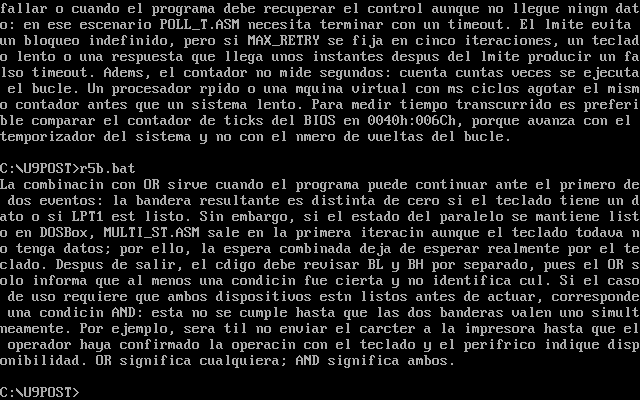 fallar o cuando el programa debe recuperar el control aunque no llegue ningn dat
o: en ese escenario POLL_T.ASM necesita terminar con un timeout. El lmite evita
un bloqueo indefinido, pero si MAX_RETRY se fija en cinco iteraciones, un teclad
o lento o una respuesta que llega unos instantes despus del lmite producir un fa
lso timeout. Adems, el contador no mide segundos: cuenta cuntas veces se ejecuta
 el bucle. Un procesador rpido o una mquina virtual con ms ciclos agotar el mism
o contador antes que un sistema lento. Para medir tiempo transcurrido es preferi
ble comparar el contador de ticks del BIOS en 0040h:006Ch, porque avanza con el
temporizador del sistema y no con el nmero de vueltas del bucle.

C:\U9POST>r5b.bat
La combinacin con OR sirve cuando el programa puede continuar ante el primero de
 dos eventos: la bandera resultante es distinta de cero si el teclado tiene un d
ato o si LPT1 est listo. Sin embargo, si el estado del paralelo se mantiene list
o en DOSBox, MULTI_ST.ASM sale en la primera iteracin aunque el teclado todava n
o tenga datos; por ello, la espera combinada deja de esperar realmente por el te
clado. Despus de salir, el cdigo debe revisar BL y BH por separado, pues el OR s
olo informa que al menos una condicin fue cierta y no identifica cul. Si el caso
 de uso requiere que ambos dispositivos estn listos antes de actuar, corresponde
 una condicin AND: esta no se cumple hasta que las dos banderas valen uno simult
neamente. Por ejemplo, sera til no enviar el carcter a la impresora hasta que el
 operador haya confirmado la operacin con el teclado y el perifrico indique disp
onibilidad. OR significa cualquiera; AND significa ambos.

C:\U9POST>